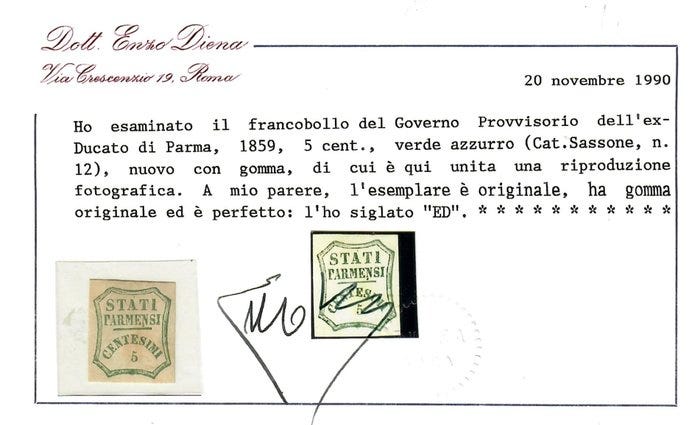 Dott. Enzo Diena
Via Crescenzio 19, Roma
20 novembre 1990
Ho esaminato il francobollo del Governo Provvisorio dell'ex-
Ducato di Parma, 1859, 5 cent., verde azzurro (Cat.Sassone, n.
12), nuovo con gomma, di cui è qui unita una riproduzione
fotografica. A mio parere, l'esemplare è originale, ha gomma
originale ed è perfetto: l'ho siglato "ED". * * * * * * * * * * *
STATI
PARMENSI
CENTESIMI
5
STATI
PARMENSI
5